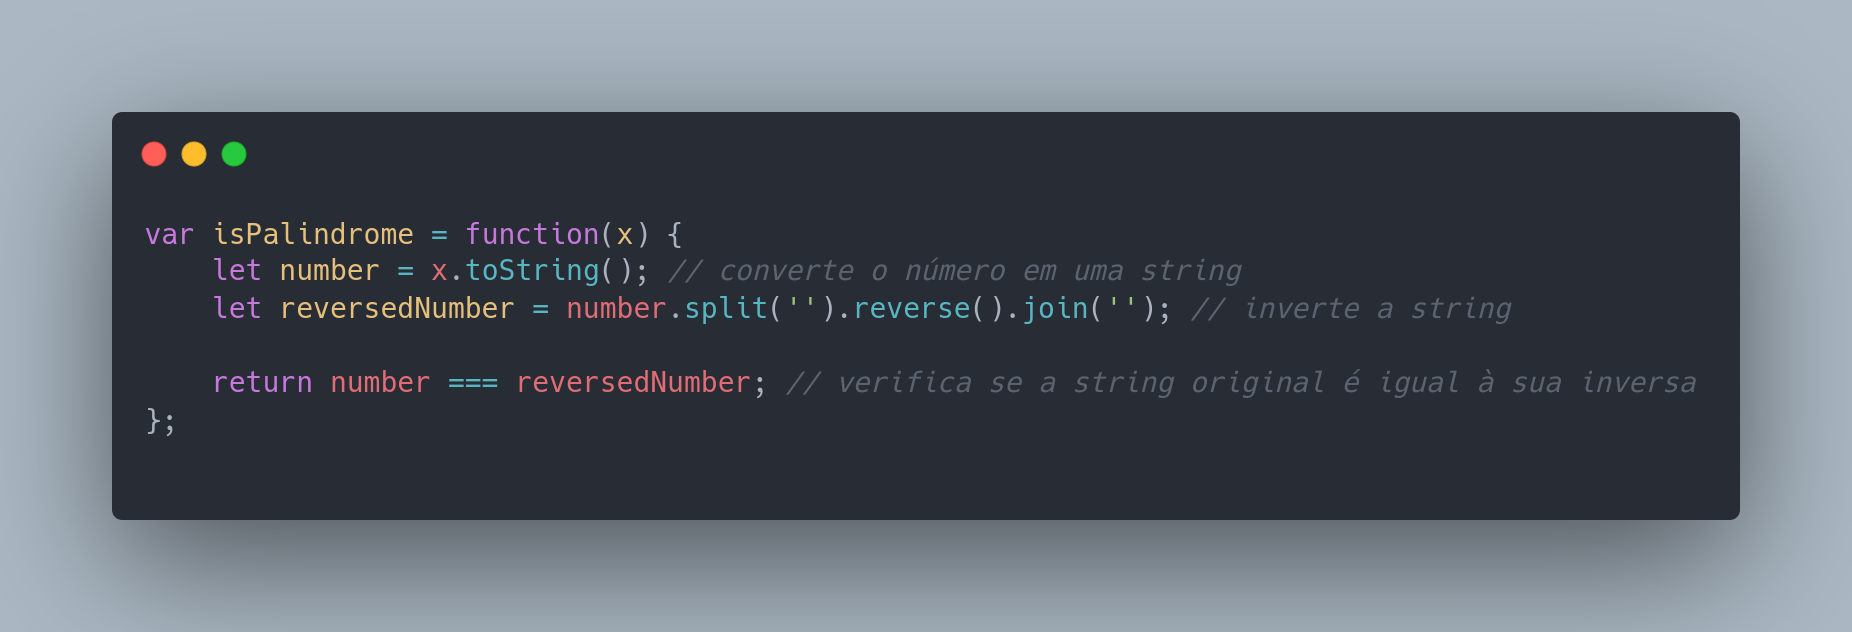 var isPalindrome = function(x) {
    let number = x.toString(); // converte o número em uma string
    let reversedNumber = number.split('').reverse().join(''); // inverte a string

    return number === reversedNumber; // verifica se a string original é igual à sua inversa
};